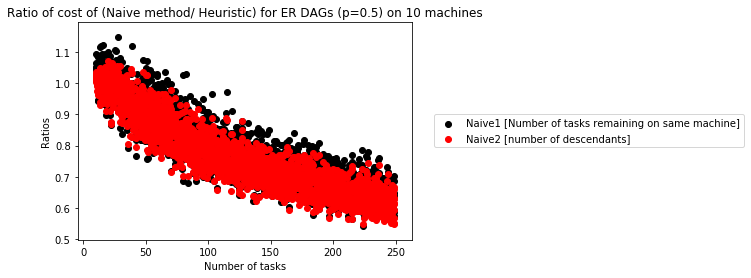 Ratio of cost of (Naive method/ Heuristic) for ER DAGs (p=0.5) on 10 machines
1.1
1.0
0.9
0.8
0.7
0.6
0.5
Ratios
0 50 100 150 200 250
Number of tasks
Naive1 [Number of tasks remaining on same machine]
Naive2 [number of descendants]